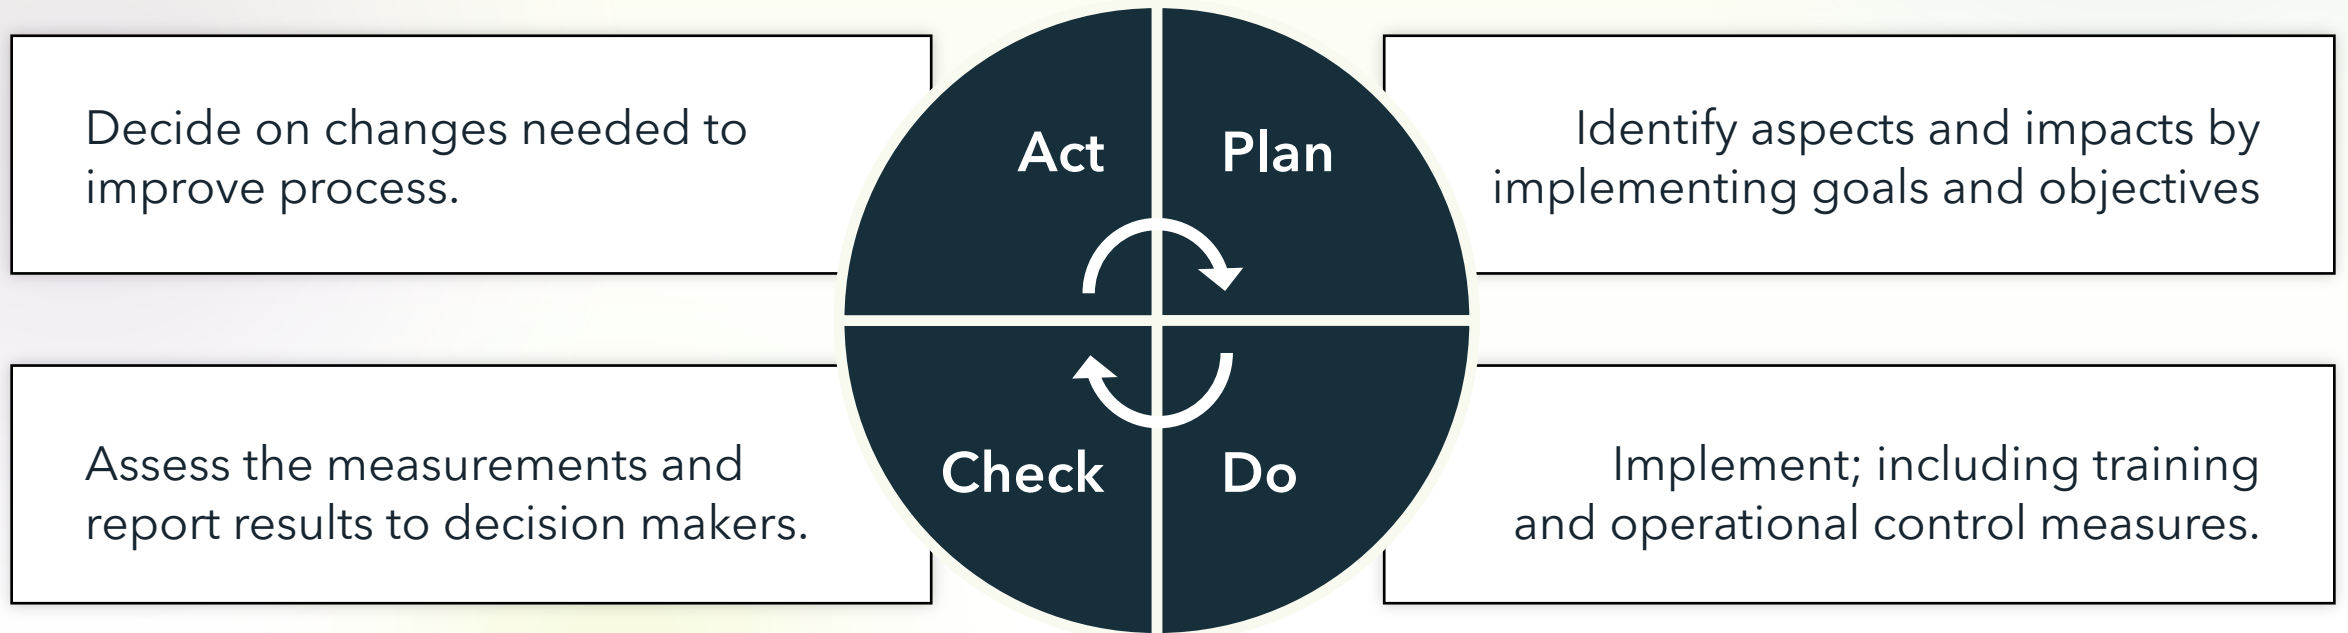 Decide on changes needed to
improve process.
Act
Plan
Identify aspects and impacts by
implementing goals and objectives
Assess the measurements and
report results to decision makers.
Check
Do
Implement; including training
and operational control measures.